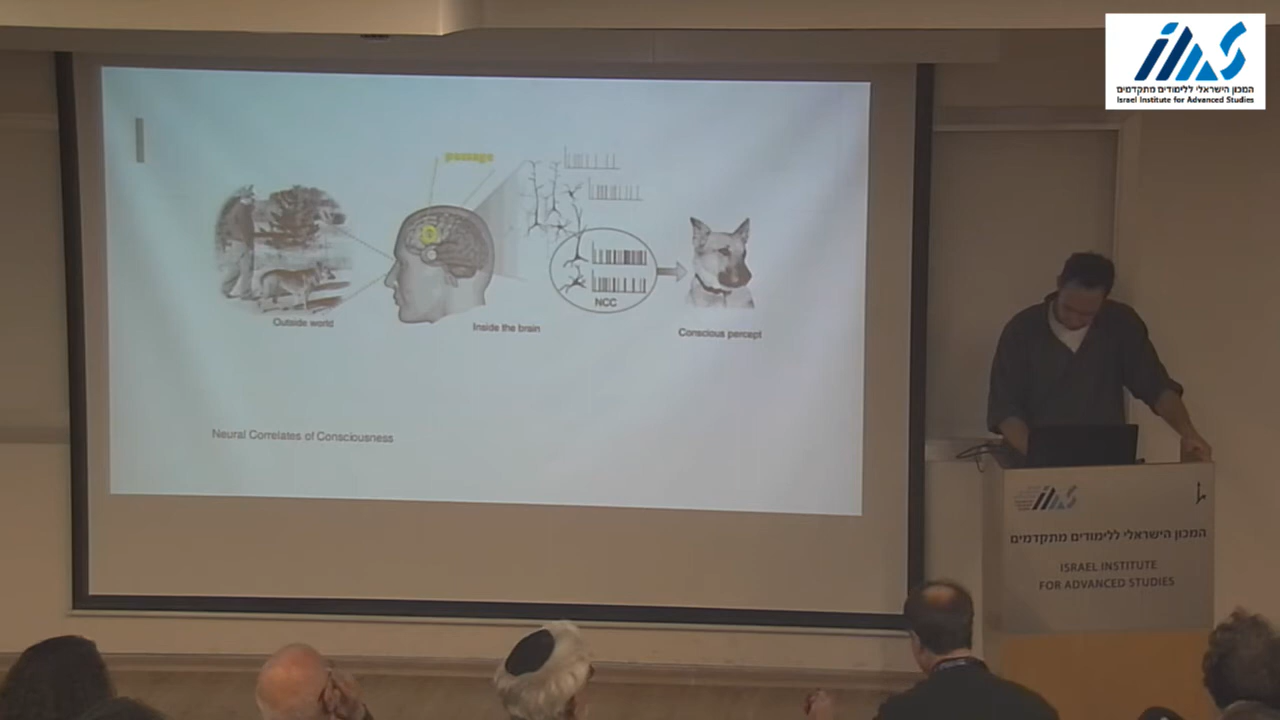 המכון הישראלי ללימודים מתקדמים
Israel Institute for Advanced Studies
Outside world
Inside the brain
NCC
Conscious percept
Neural Correlates of Consciousness
המכון הישראלי ללימודים מתקדמים
ISRAEL INSTITUTE
FOR ADVANCED STUDIES